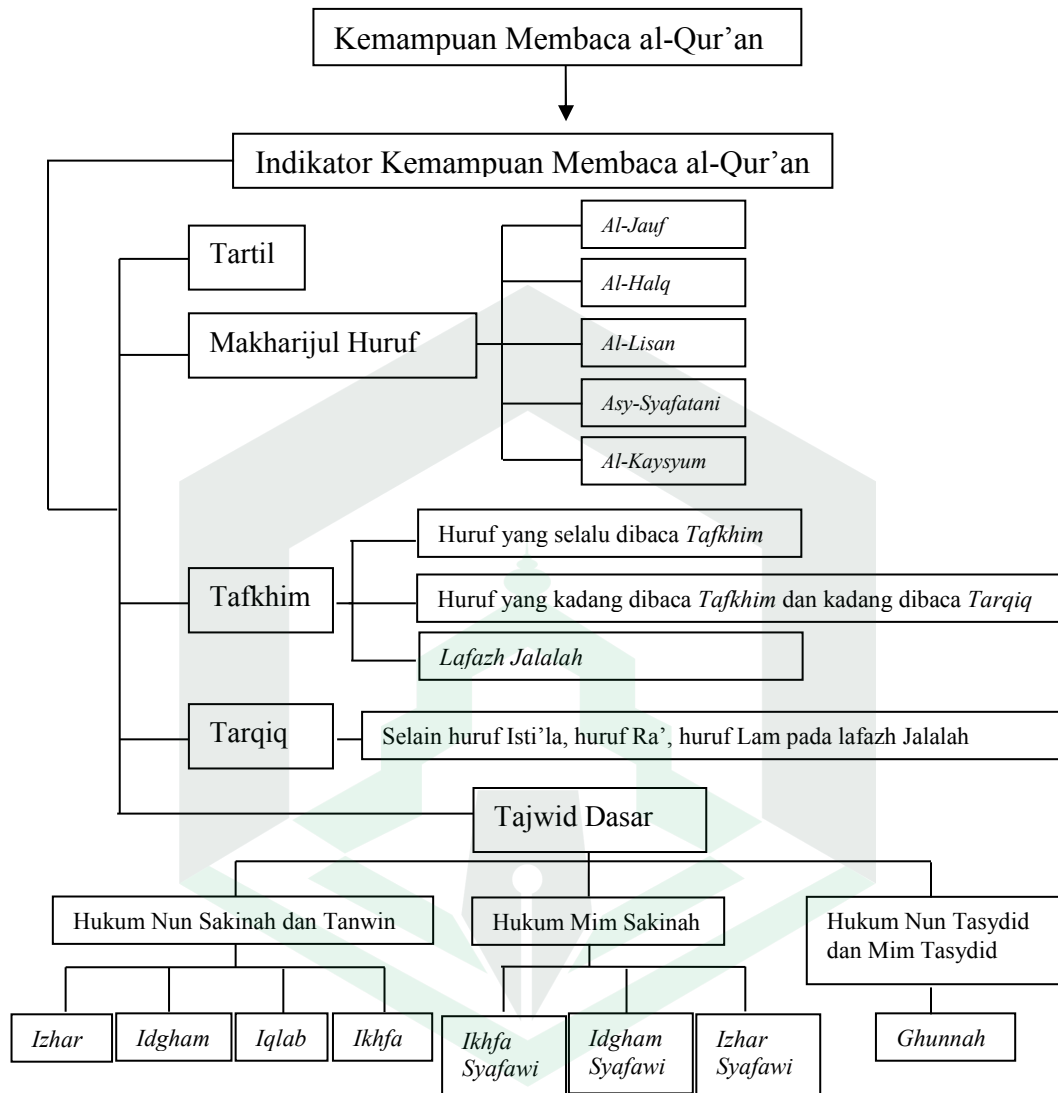 Kemampuan Membaca al-Qur'an
Indikator Kemampuan Membaca al-Qur'an
Tartil
Makharijul Huruf
Al-Jauf
Al-Halq
Al-Lisan
Asy-Syafatani
Al-Kaysyum
Tafkhim
Huruf yang selalu dibaca Tafkhim
Huruf yang kadang dibaca Tafkhim dan kadang dibaca Tarqiq
Lafazh Jalalah
Tarqiq
Selain huruf Isti'la, huruf Ra', huruf Lam pada lafazh Jalalah
Tajwid Dasar
Hukum Nun Sakinah dan Tanwin
Hukum Mim Sakinah
Hukum Nun Tasydid
dan Mim Tasydid
Izhar
Idgham
Iqlab
Ikhfa
Ikhfa
Syafawi
Idgham
Syafawi
Izhar
Syafawi
Ghunnah